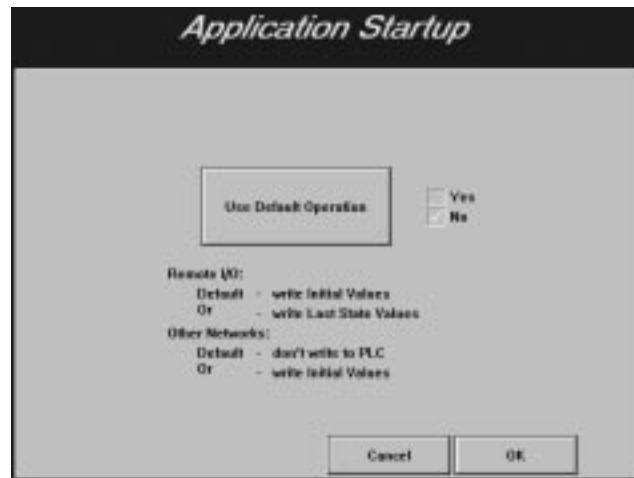 Application Startup
Use Default Operation
Yes
No
Remote I/O:
Default - write Initial Values
Or - write Last State Values
Other Networks:
Default - don't write to PLC
Or - write Initial Values
Cancel
OK